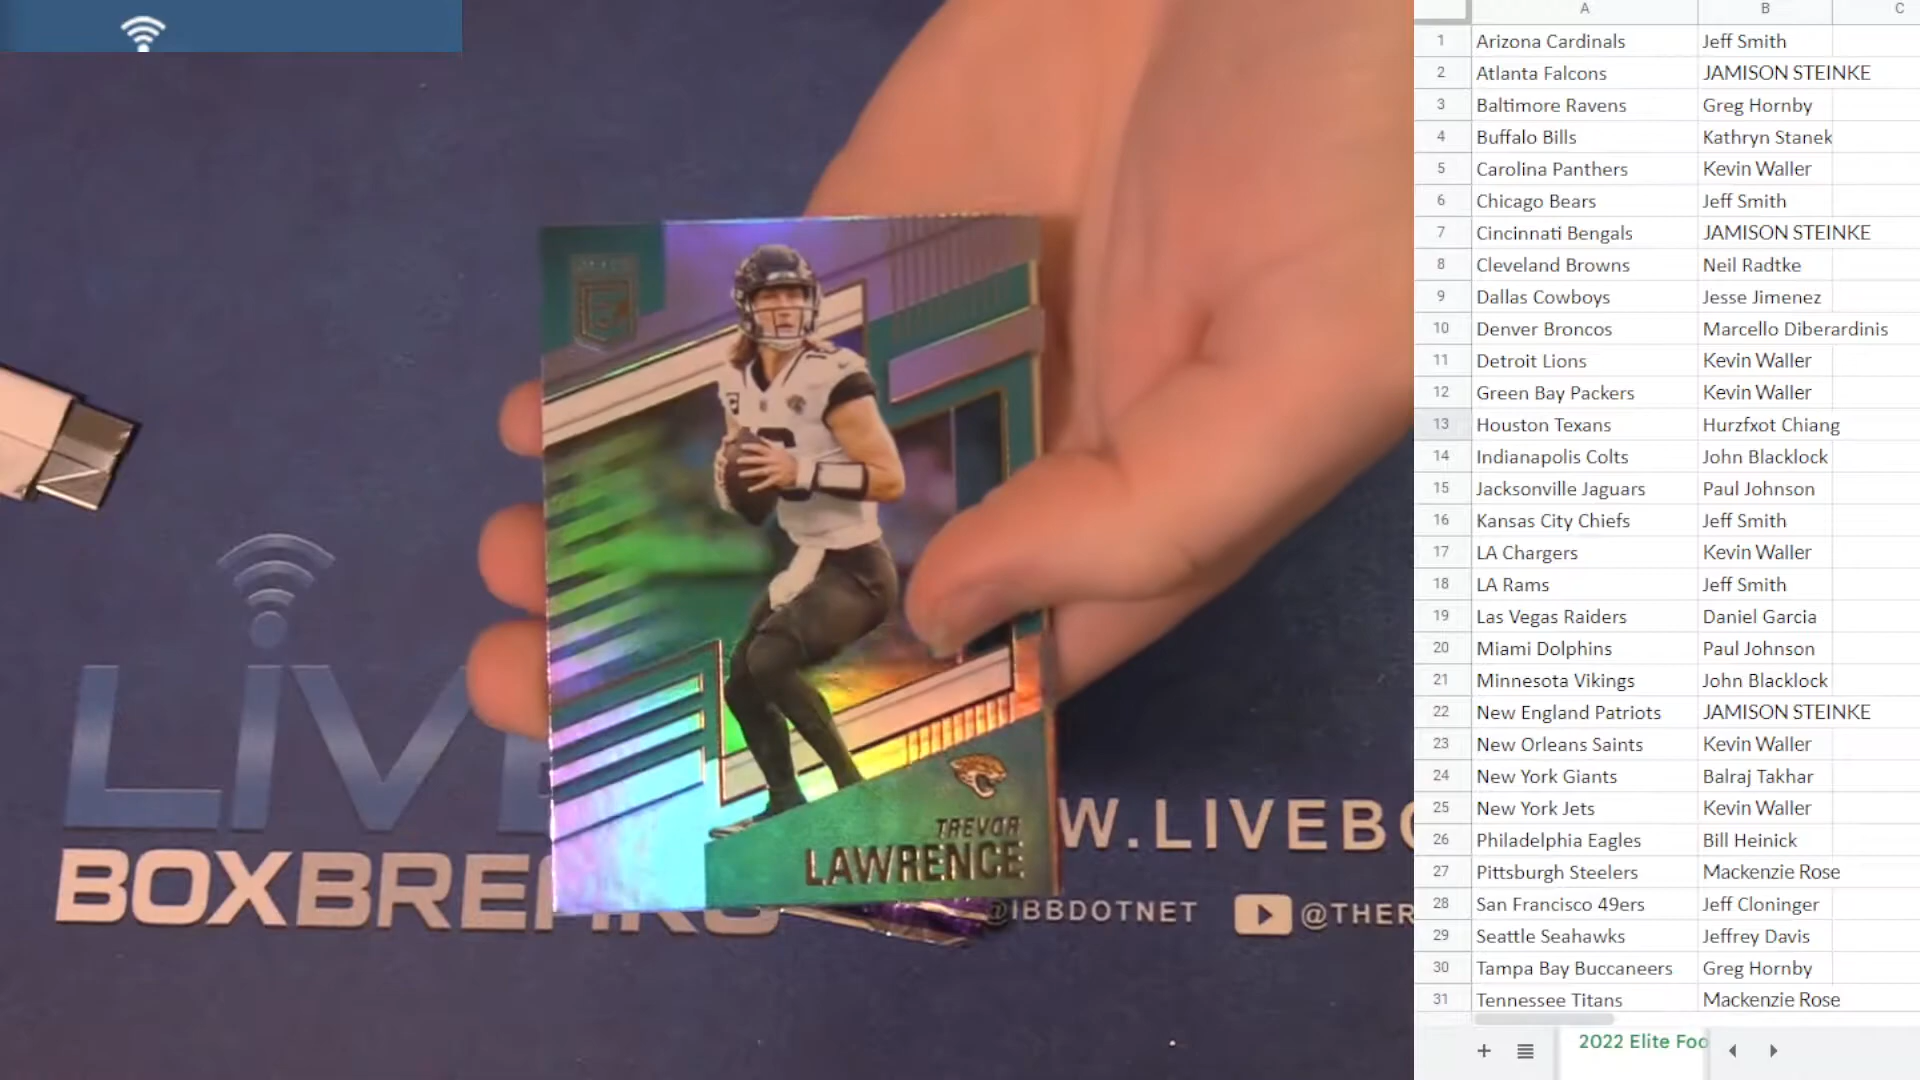 TREVOR
LAWRENCE
LIVE
BOXBREAKS
W.LIVEBO
@IBBDOTNET
@THER
A B C
1 Arizona Cardinals Jeff Smith
2 Atlanta Falcons JAMISON STEINKE
3 Baltimore Ravens Greg Hornby
4 Buffalo Bills Kathryn Stanek
5 Carolina Panthers Kevin Waller
6 Chicago Bears Jeff Smith
7 Cincinnati Bengals JAMISON STEINKE
8 Cleveland Browns Neil Radtke
9 Dallas Cowboys Jesse Jimenez
10 Denver Broncos Marcello Diberardinis
11 Detroit Lions Kevin Waller
12 Green Bay Packers Kevin Waller
13 Houston Texans Hurzfxot Chiang
14 Indianapolis Colts John Blacklock
15 Jacksonville Jaguars Paul Johnson
16 Kansas City Chiefs Jeff Smith
17 LA Chargers Kevin Waller
18 LA Rams Jeff Smith
19 Las Vegas Raiders Daniel Garcia
20 Miami Dolphins Paul Johnson
21 Minnesota Vikings John Blacklock
22 New England Patriots JAMISON STEINKE
23 New Orleans Saints Kevin Waller
24 New York Giants Balraj Takhar
25 New York Jets Kevin Waller
26 Philadelphia Eagles Bill Heinick
27 Pittsburgh Steelers Mackenzie Rose
28 San Francisco 49ers Jeff Cloninger
29 Seattle Seahawks Jeffrey Davis
30 Tampa Bay Buccaneers Greg Hornby
31 Tennessee Titans Mackenzie Rose
2022 Elite Foo